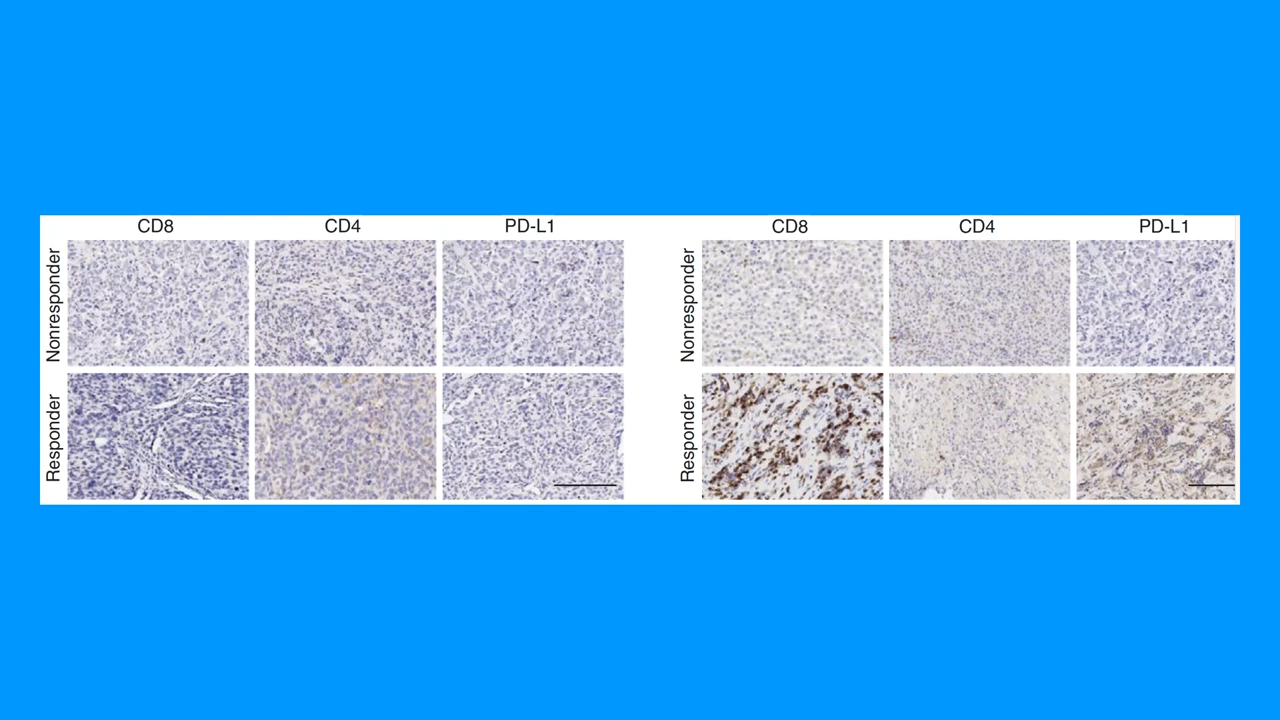 CD8 CD4 PD-L1 CD8 CD4 PD-L1
Nonresponder Nonresponder
Responder Responder